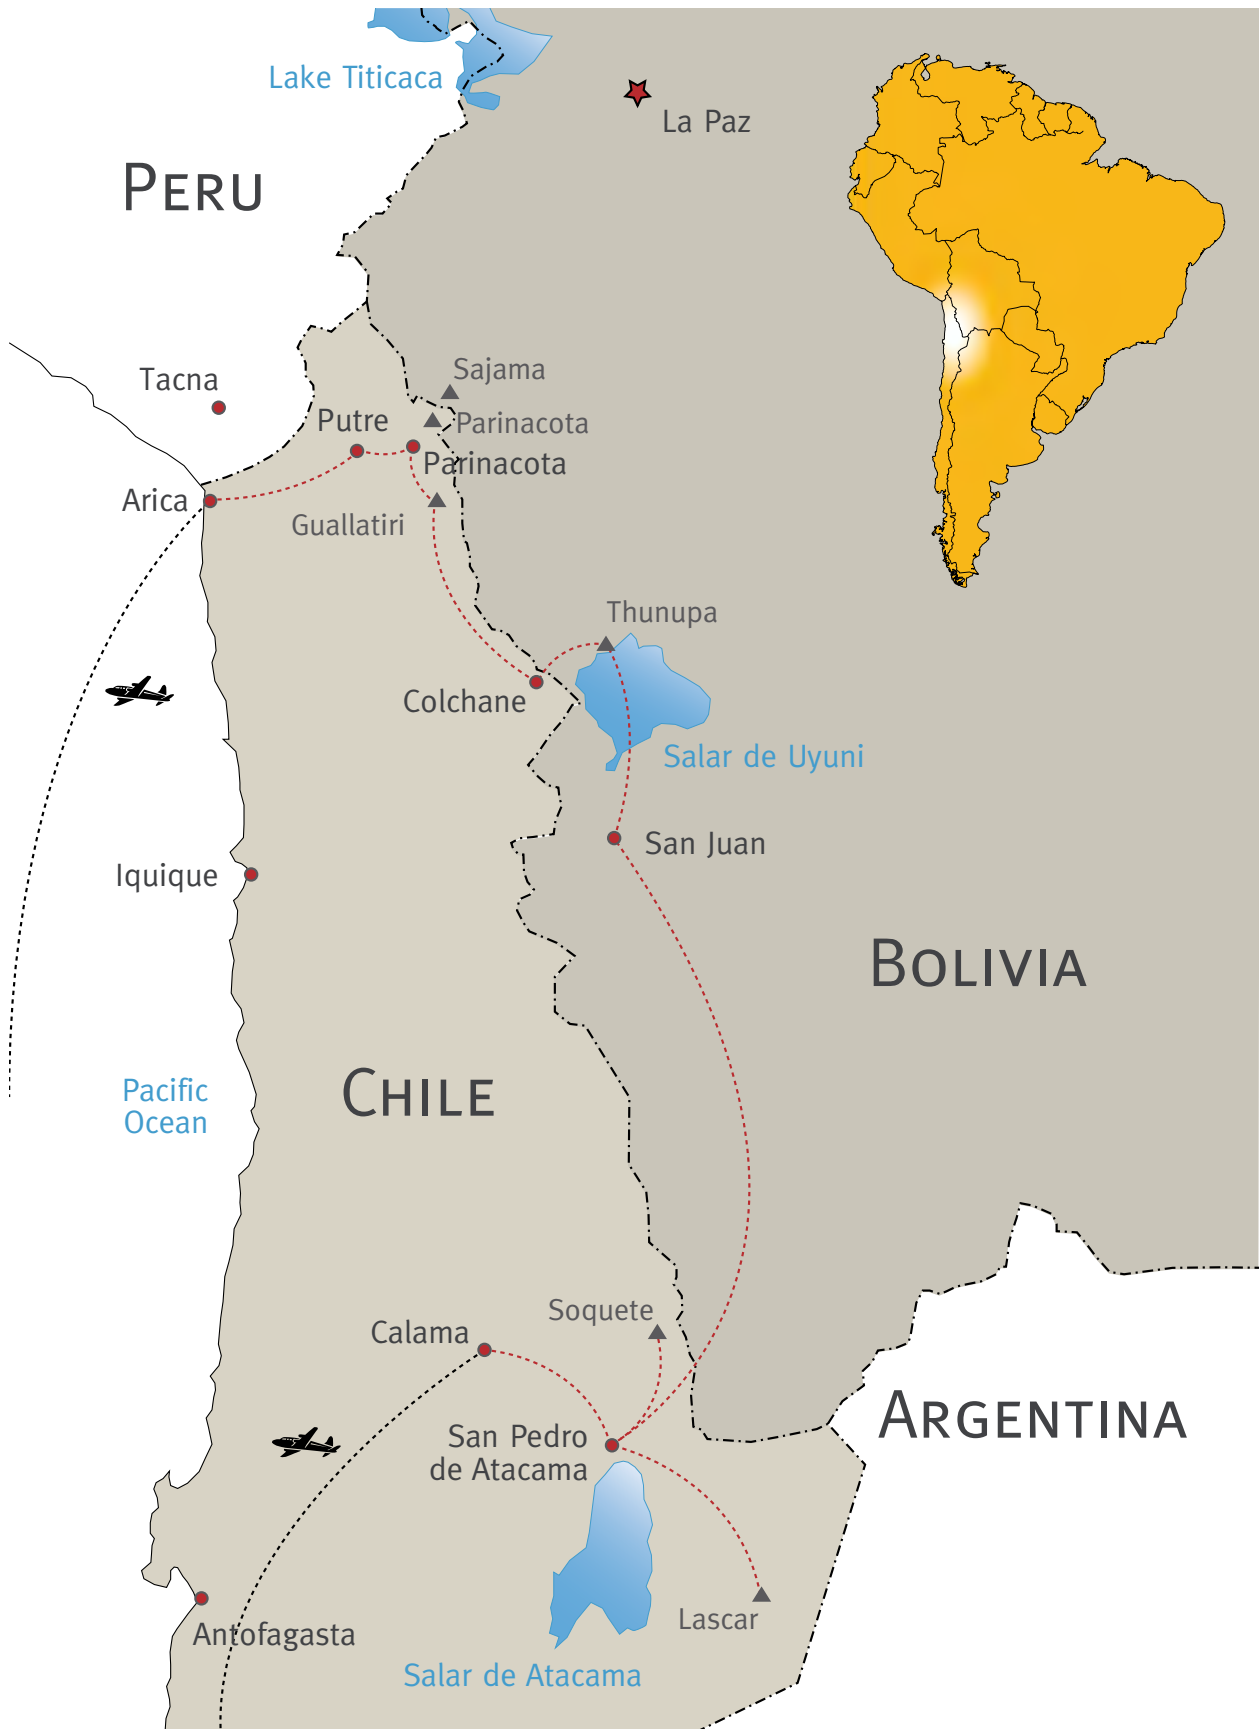 Lake Titicaca
La Paz
PERU
Sajama
Tacna
Putre
Parinacota
Parinacota
Arica
Guallatiri
Thunupa
Colchane
Salar de Uyuni
San Juan
Iquique
BOLIVIA
CHILE
Pacific
Ocean
Soquete
Calama
ARGENTINA
San Pedro
de Atacama
Lascar
Antofagasta
Salar de Atacama